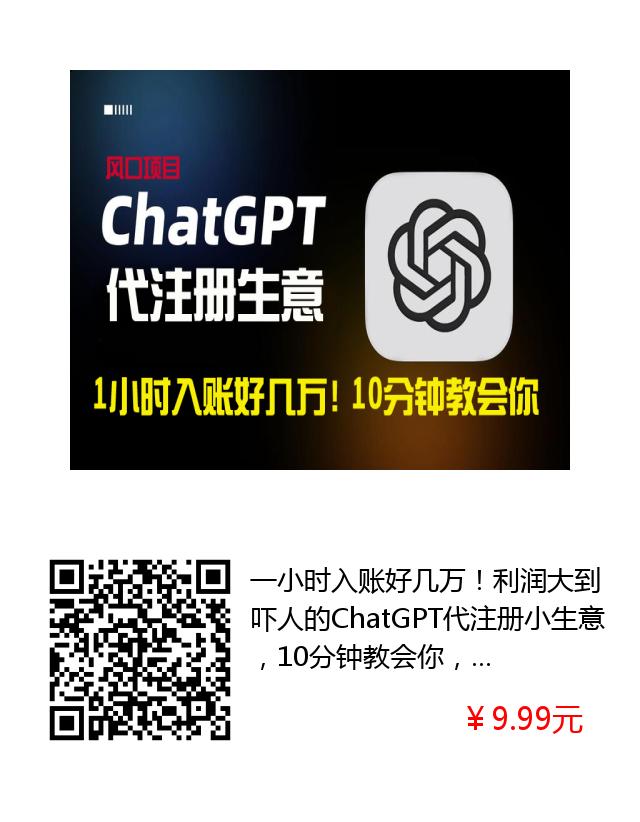 风口项目
ChatGPT
代注册生意
1小时入账好几万！10分钟教会你
一小时入账好几万！利润大到
吓人的ChatGPT代注册小生意
，10分钟教会你，...
￥9.99元